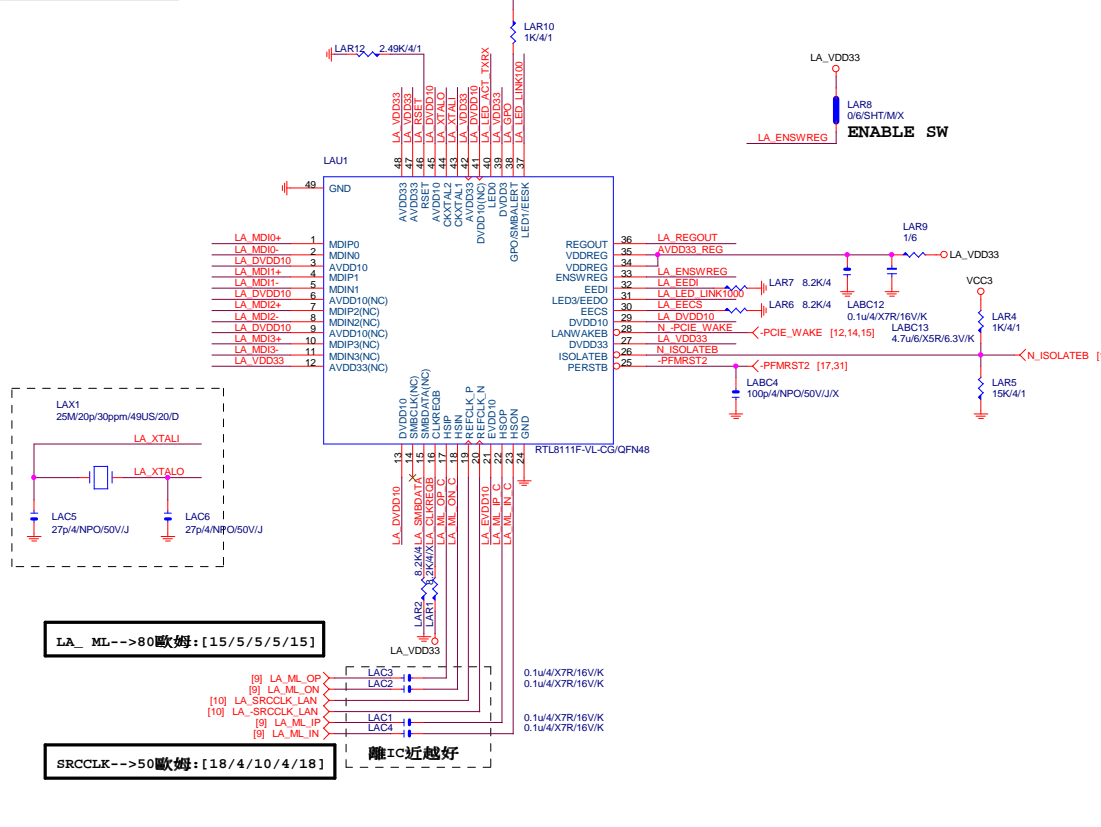 LAR10
1K/4/1
LAR12 2.49K/4/1
LA_VDD33
LA_VDD33
LA_RSET
LA_DVDD10
LA_XTALO
LA_XTALI
LA_VDD33
LA_DVDD10
LA_LED_ACT_TXRX
LA_VDD33
LA_GPO
LA_LED_LINK100
LA_VDD33
LAR8
0/6/SHT/M/X
ENABLE SW
LA_ENSWREG
LAU1
48 47 46 45 44 43 42 41 40 39 38 37
AVDD33
AVDD33
RSET
AVDD10
CKXTAL2
CKXTAL1
AVDD33
DVDD10(NC)
LED0
DVDD3
GPO/SMBALERT
LED1/EESK
49 GND
LA_MDI0+ 1 MDIP0
LA_MDI0- 2 MDIN0
LA_DVDD10 3 AVDD10
LA_MDI1+ 4 MDIP1
LA_MDI1- 5 MDIN1
LA_DVDD10 6 AVDD10(NC)
LA_MDI2+ 7 MDIP2(NC)
LA_MDI2- 8 MDIN2(NC)
LA_DVDD10 9 AVDD10(NC)
LA_MDI3+ 10 MDIP3(NC)
LA_MDI3- 11 MDIN3(NC)
LA_VDD33 12 AVDD33(NC)
REGOUT 36 LA_REGOUT
VDDREG 35 AVDD33_REG
VDDREG 34
ENSWREG 33 LA_ENSWREG
EEDI 32 LA_EEDI LAR7 8.2K/4
LED3/EEDO 31 LA_LED_LINK1000
EECS 30 LA_EECS LAR6 8.2K/4
DVDD10 29 LA_DVDD10
LANWAKEB 28 N_-PCIE_WAKE -PCIE_WAKE [12,14,15]
DVDD33 27 LA_VDD33
ISOLATEB 26 N_ISOLATEB
PERSTB 25 -PFMRST2 -PFMRST2 [17,31]
LAR9
1/6
LA_VDD33
LABC12
0.1u/4/X7R/16V/K
LABC13
4.7u/6/X5R/6.3V/K
VCC3
LAR4
1K/4/1
N_ISOLATEB [
LAR5
15K/4/1
LABC4
100p/4/NPO/50V/J/X
DVDD10
SMBCLK(NC)
SMBDATA(NC)
CLKREQB
HSIP
HSIN
REFCLK_P
REFCLK_N
EVDD10
HSOP
HSON
GND
RTL8111F-VL-CG/QFN48
13 14 15 16 17 18 19 20 21 22 23 24
LA_DVDD10
LA_SMBDATA
LA_CLKREQB
LA_ML_OP_C
LA_ML_ON_C
LA_EVDD10
LA_ML_IP_C
LA_ML_IN_C
LAR2 8.2K/4
LAR1 8.2K/4/X
LA_VDD33
LAX1
25M/20p/30ppm/49US/20/D
LA_XTALI
LA_XTALO
LAC5
27p/4/NPO/50V/J
LAC6
27p/4/NPO/50V/J
LA_ ML-->80歐姆:[15/5/5/5/15]
[9] LA_ML_OP LAC3 0.1u/4/X7R/16V/K
[9] LA_ML_ON LAC2 0.1u/4/X7R/16V/K
[10] LA_SRCCLK_LAN
[10] LA_-SRCCLK_LAN
[9] LA_ML_IP LAC1 0.1u/4/X7R/16V/K
[9] LA_ML_IN LAC4 0.1u/4/X7R/16V/K
離IC近越好
SRCCLK-->50歐姆:[18/4/10/4/18]